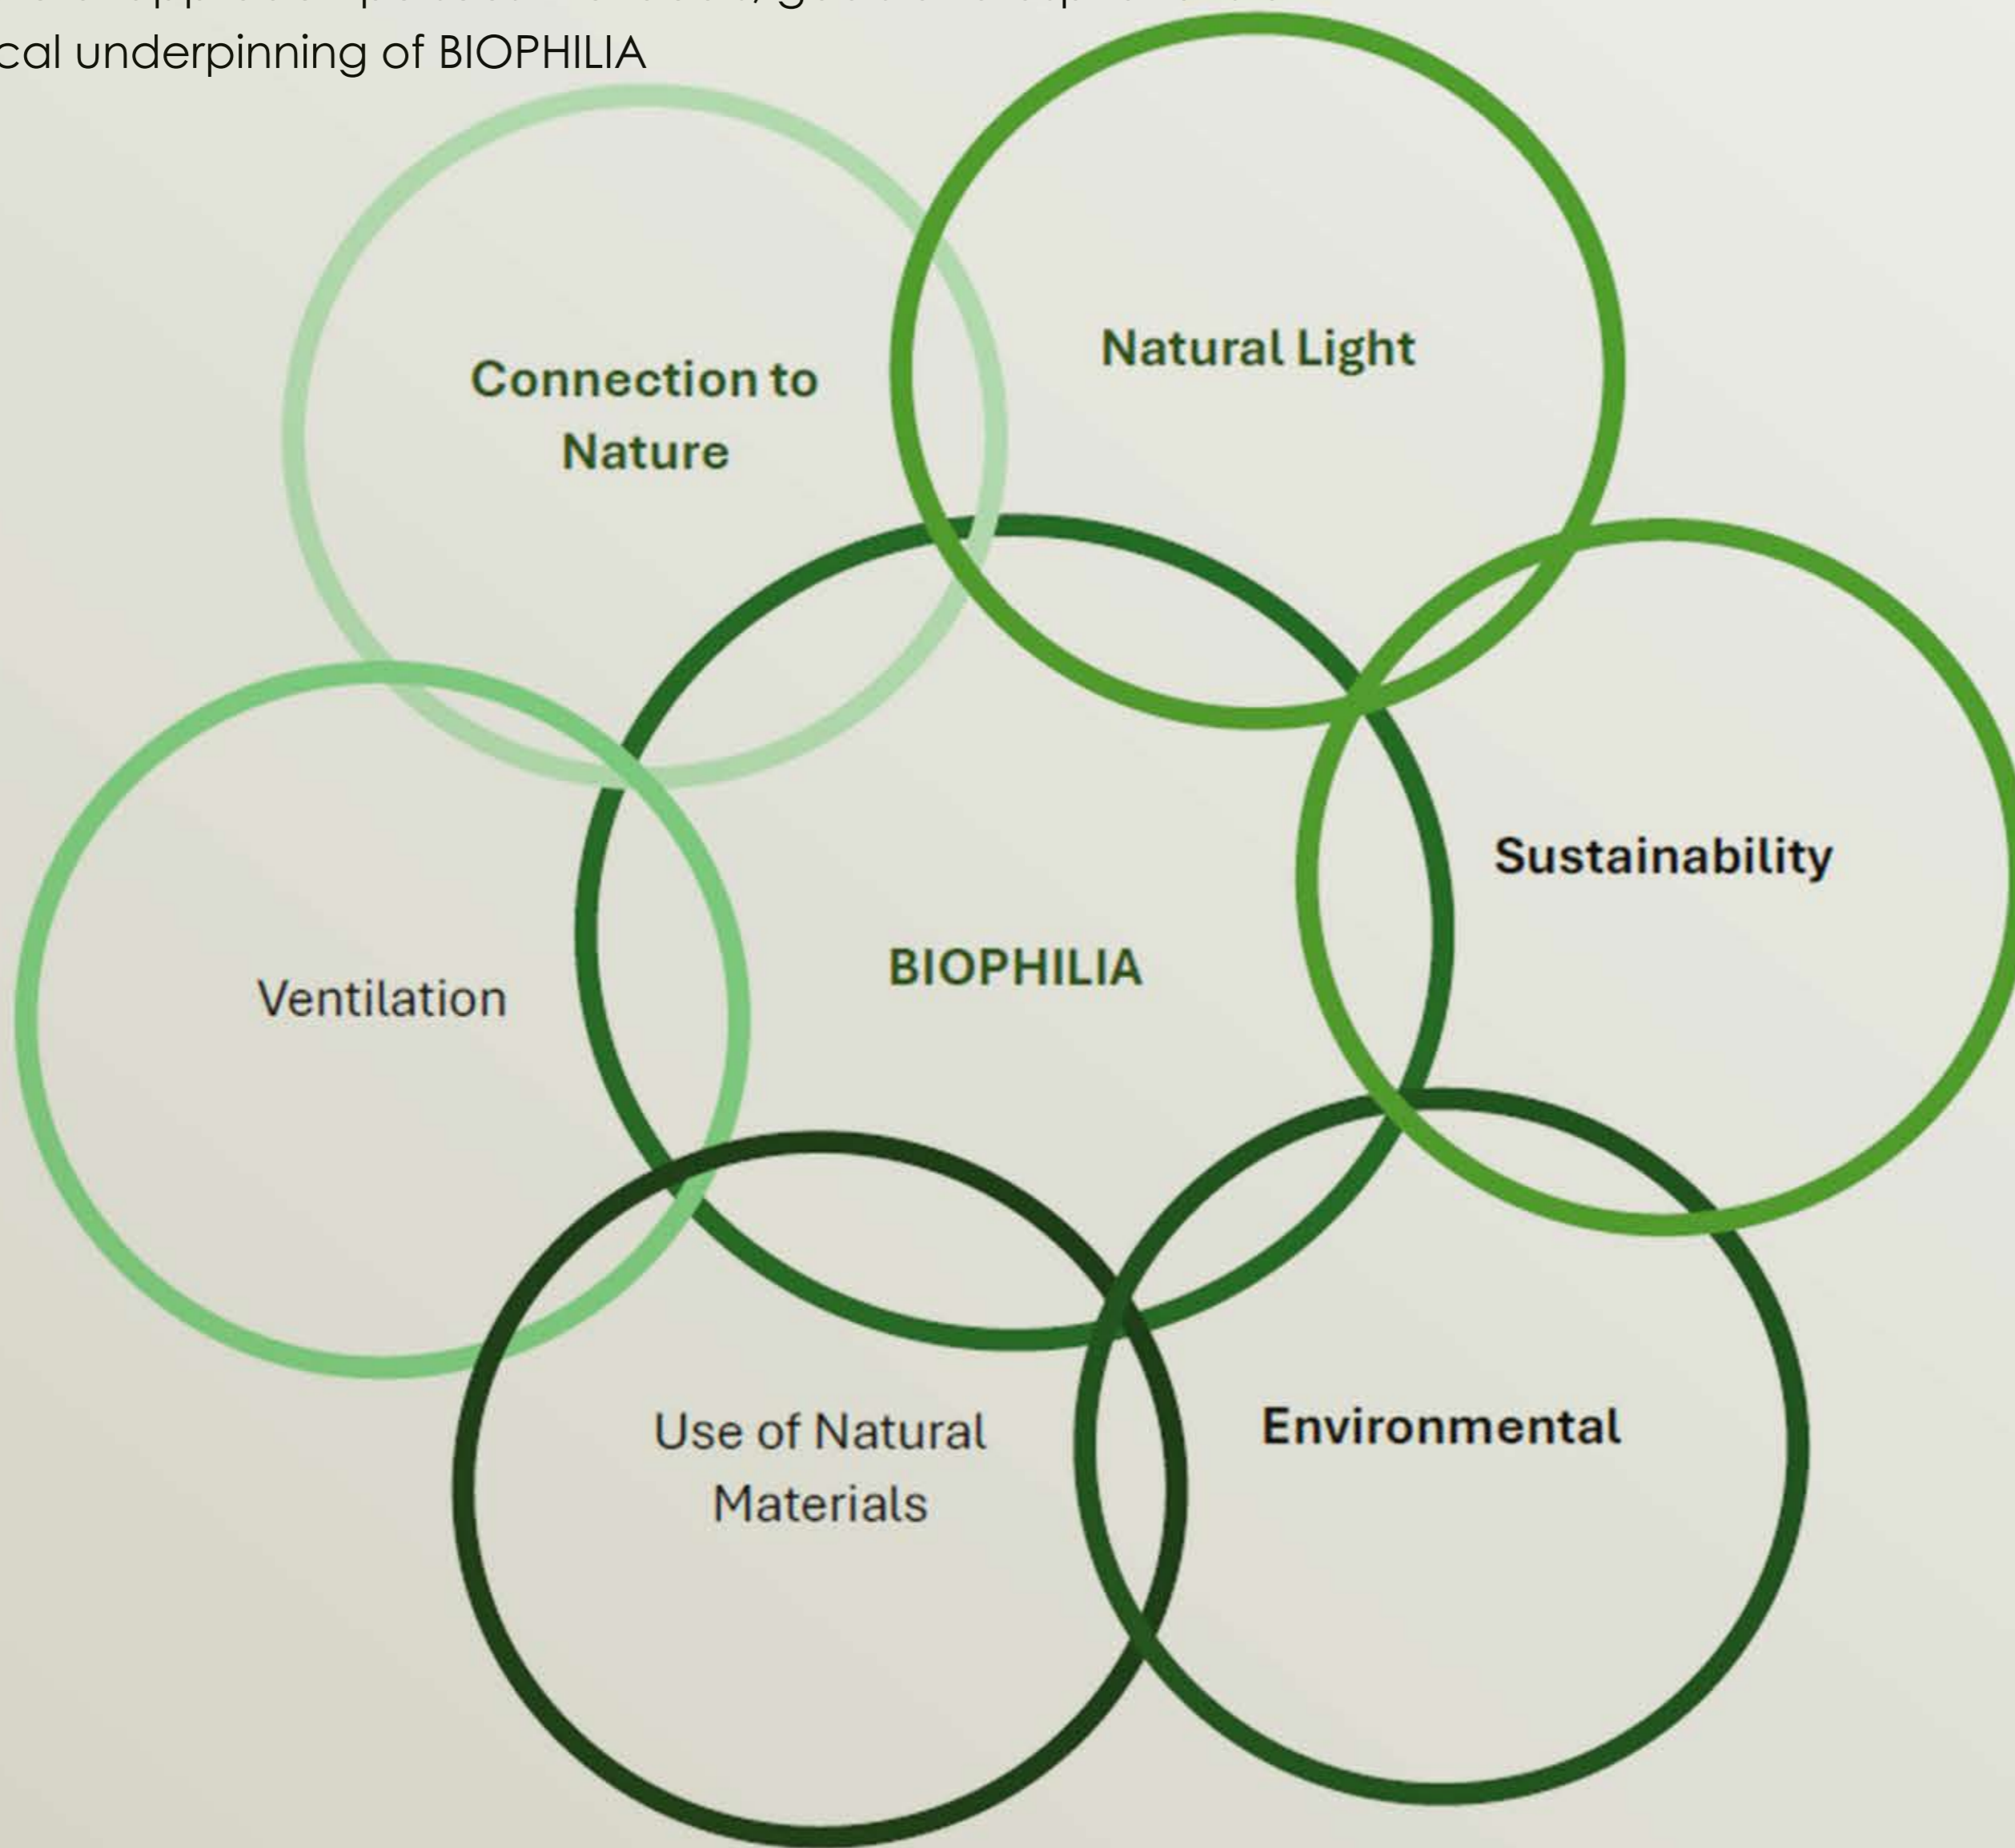 cal underpinning of BIOPHILIA
Connection to
Nature
Natural Light
Sustainability
BIOPHILIA
Ventilation
Use of Natural
Materials
Environmental